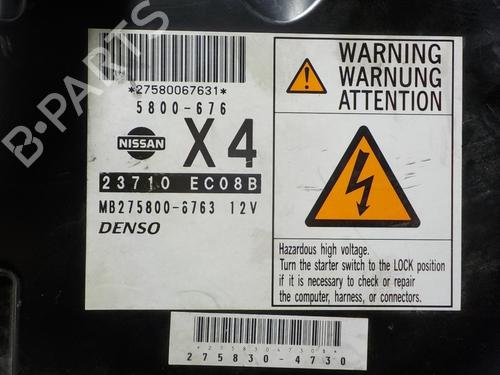 *27580067631*
5800-676
NISSAN
X4
23710 EC08B
MB275800-6763 12V
DENSO
WARNING
WARNUNG
ATTENTION
Hazardous high voltage.
Turn the starter switch to the LOCK position
if it is necessary to check or repair
the computer, harness, or connectors.
*2758304730*
275830-4730